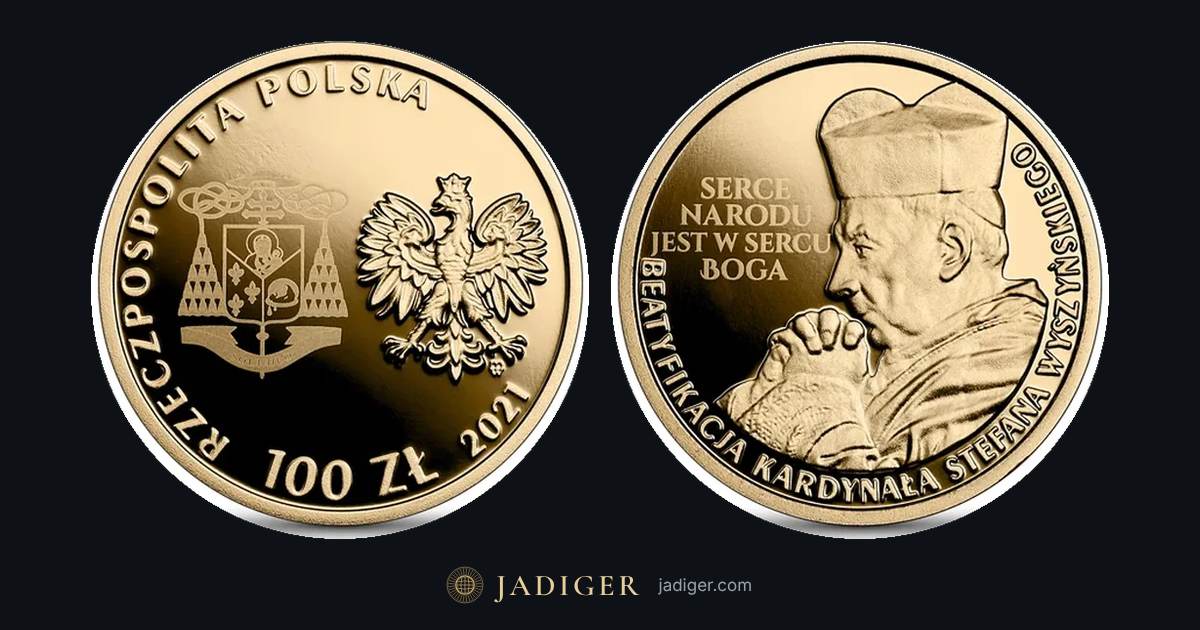 RZECZPOSPOLITA POLSKA
100 ZŁ 2021
SERCE
NARODU
JEST W SERCU
BOGA
BEATYFIKACJA KARDYNAŁA STEFANA WYSZYŃSKIEGO
JADIGER jadiger.com